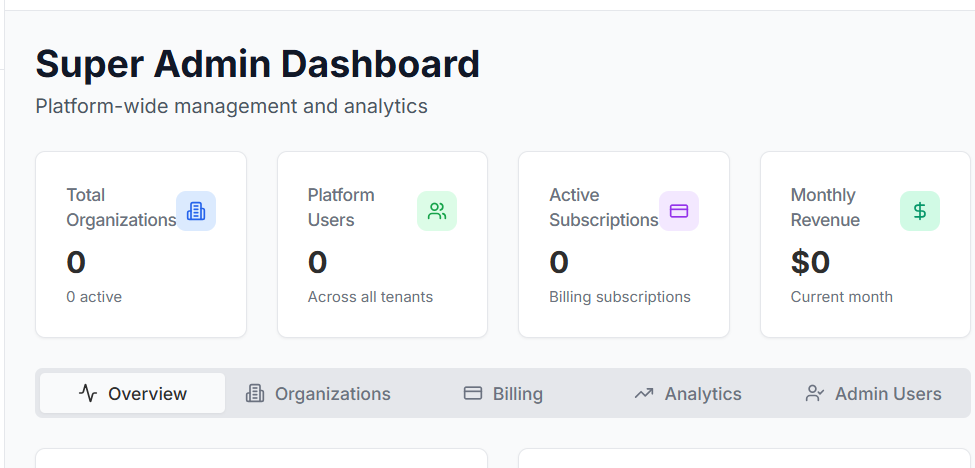 Super Admin Dashboard
Platform-wide management and analytics
Total
Organizations
0
0 active
Platform
Users
0
Across all tenants
Active
Subscriptions
0
Billing subscriptions
Monthly
Revenue
$0
Current month
Overview
Organizations
Billing
Analytics
Admin Users